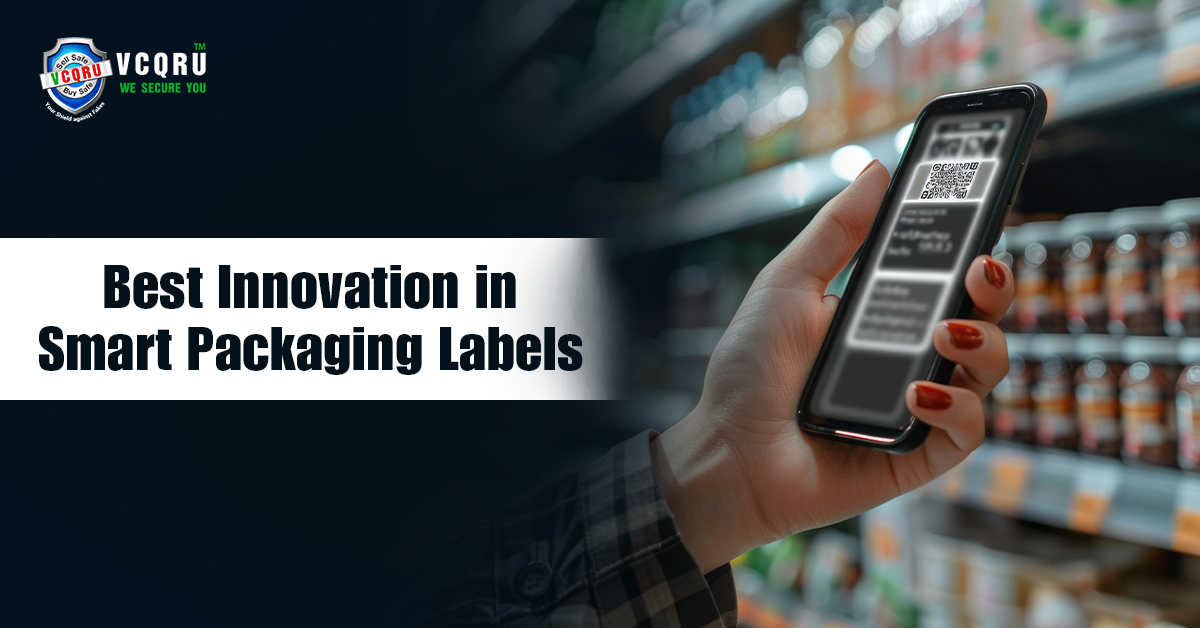 Sell Safe
VCQRU
Buy Safe
Your Shield against Fakes
VCQRU
TM
WE SECURE YOU
Best Innovation in
Smart Packaging Labels